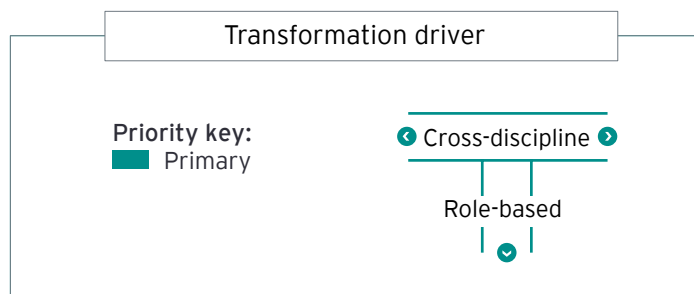 Transformation driver
Priority key:
Primary
Cross-discipline
Role-based